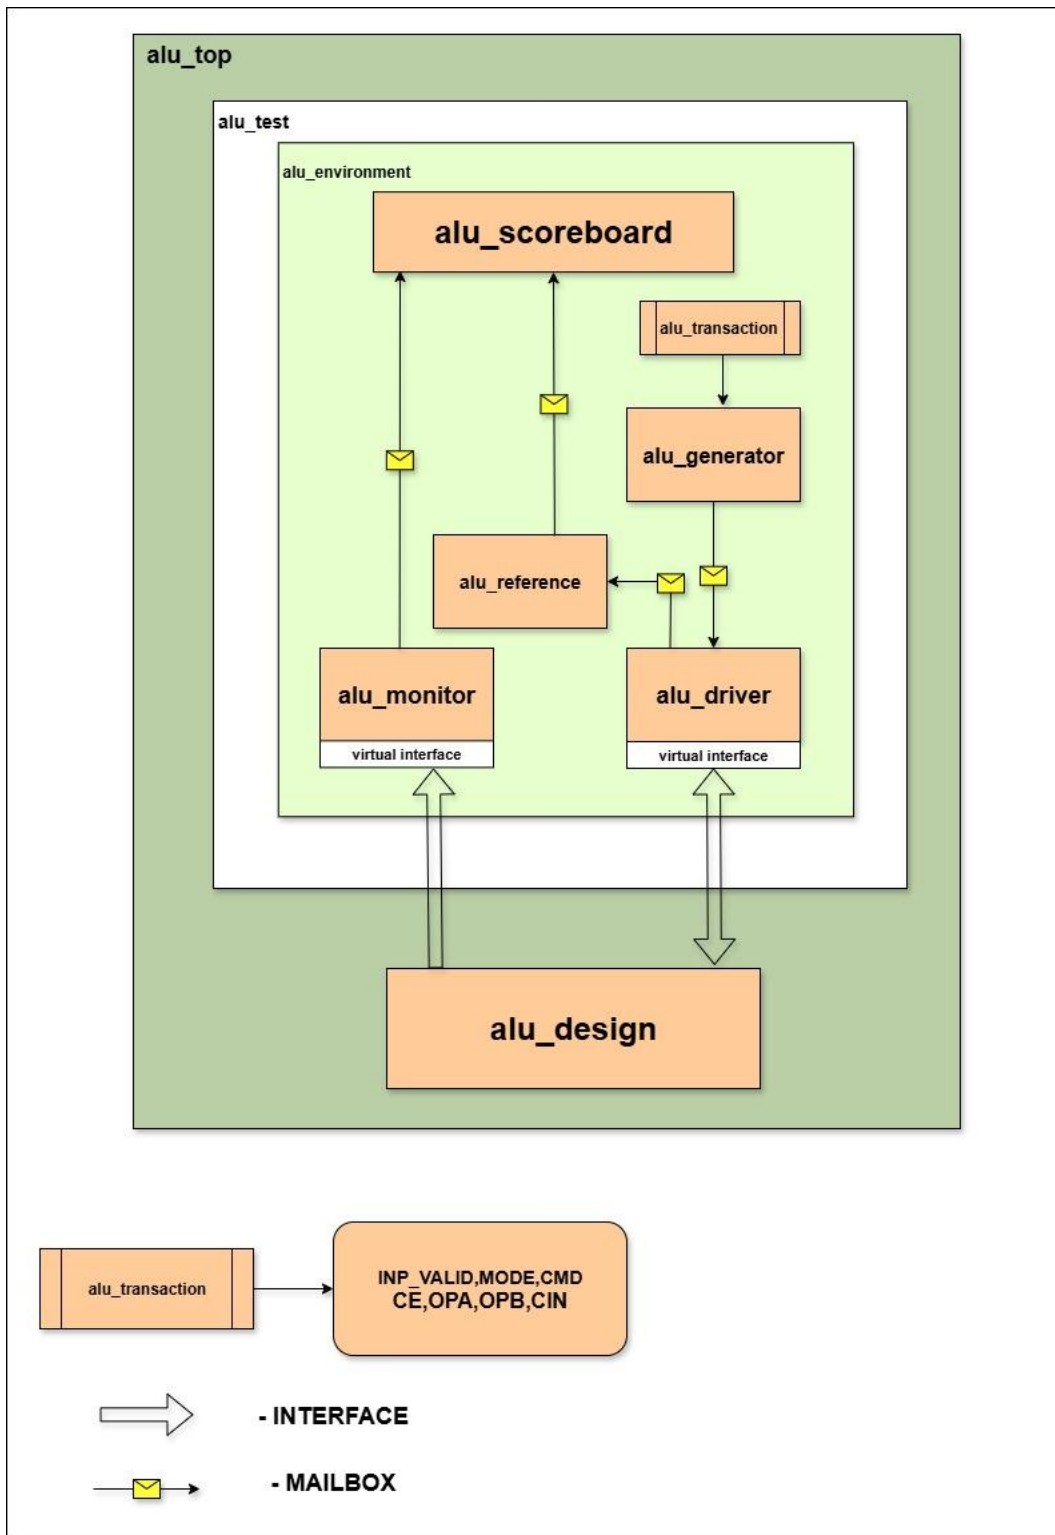 alu_top
alu_test
alu_environment
alu_scoreboard
alu_transaction
alu_generator
alu_reference
alu_monitor
virtual interface
alu_driver
virtual interface
alu_design
alu_transaction
INP_VALID,MODE,CMD
CE,OPA,OPB,CIN
- INTERFACE
- MAILBOX